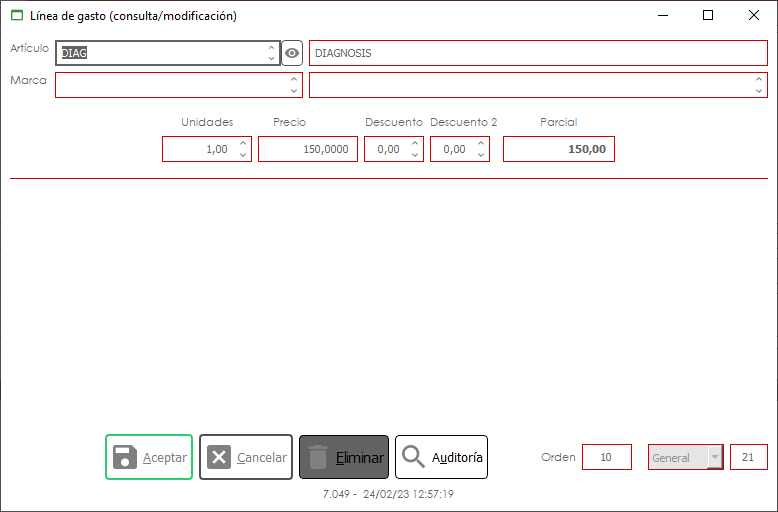 Línea de gasto (consulta/modificación)
Artículo DIAG DIAGNOSIS
Marca
Unidades Precio Descuento Descuento 2 Parcial
1,00 150,0000 0,00 0,00 150,00
Aceptar Cancelar Eliminar Auditoría Orden 10 General 21
7.049 - 24/02/23 12:57:19